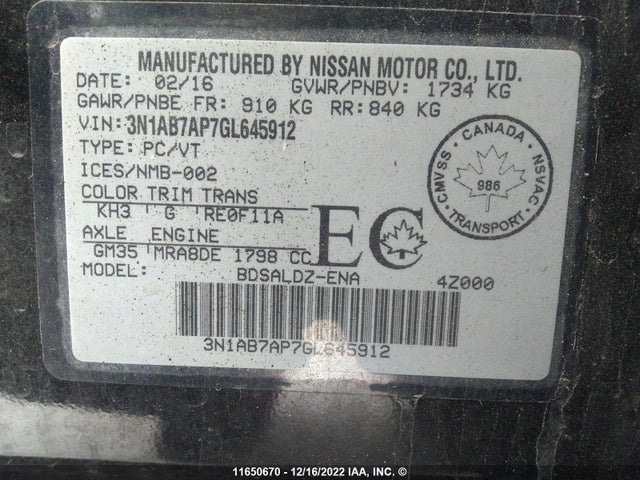 MANUFACTURED BY NISSAN MOTOR CO., LTD.
DATE: 02/16 GVWR/PNBV: 1734 KG
GAWR/PNBE FR: 910 KG RR: 840 KG
VIN: 3N1AB7AP7GL645912
TYPE: PC/VT
ICES/NMB-002
COLOR TRIM TRANS
KH3 G RE0F11A
AXLE ENGINE
GM35 MRA8DE 1798 CC
MODEL: BDSALDZ-ENA 4Z000
EC
CANADA
CMVSS NSVAC
986
TRANSPORT
3N1AB7AP7GL645912
11650670 - 12/16/2022 IAA, INC. ©